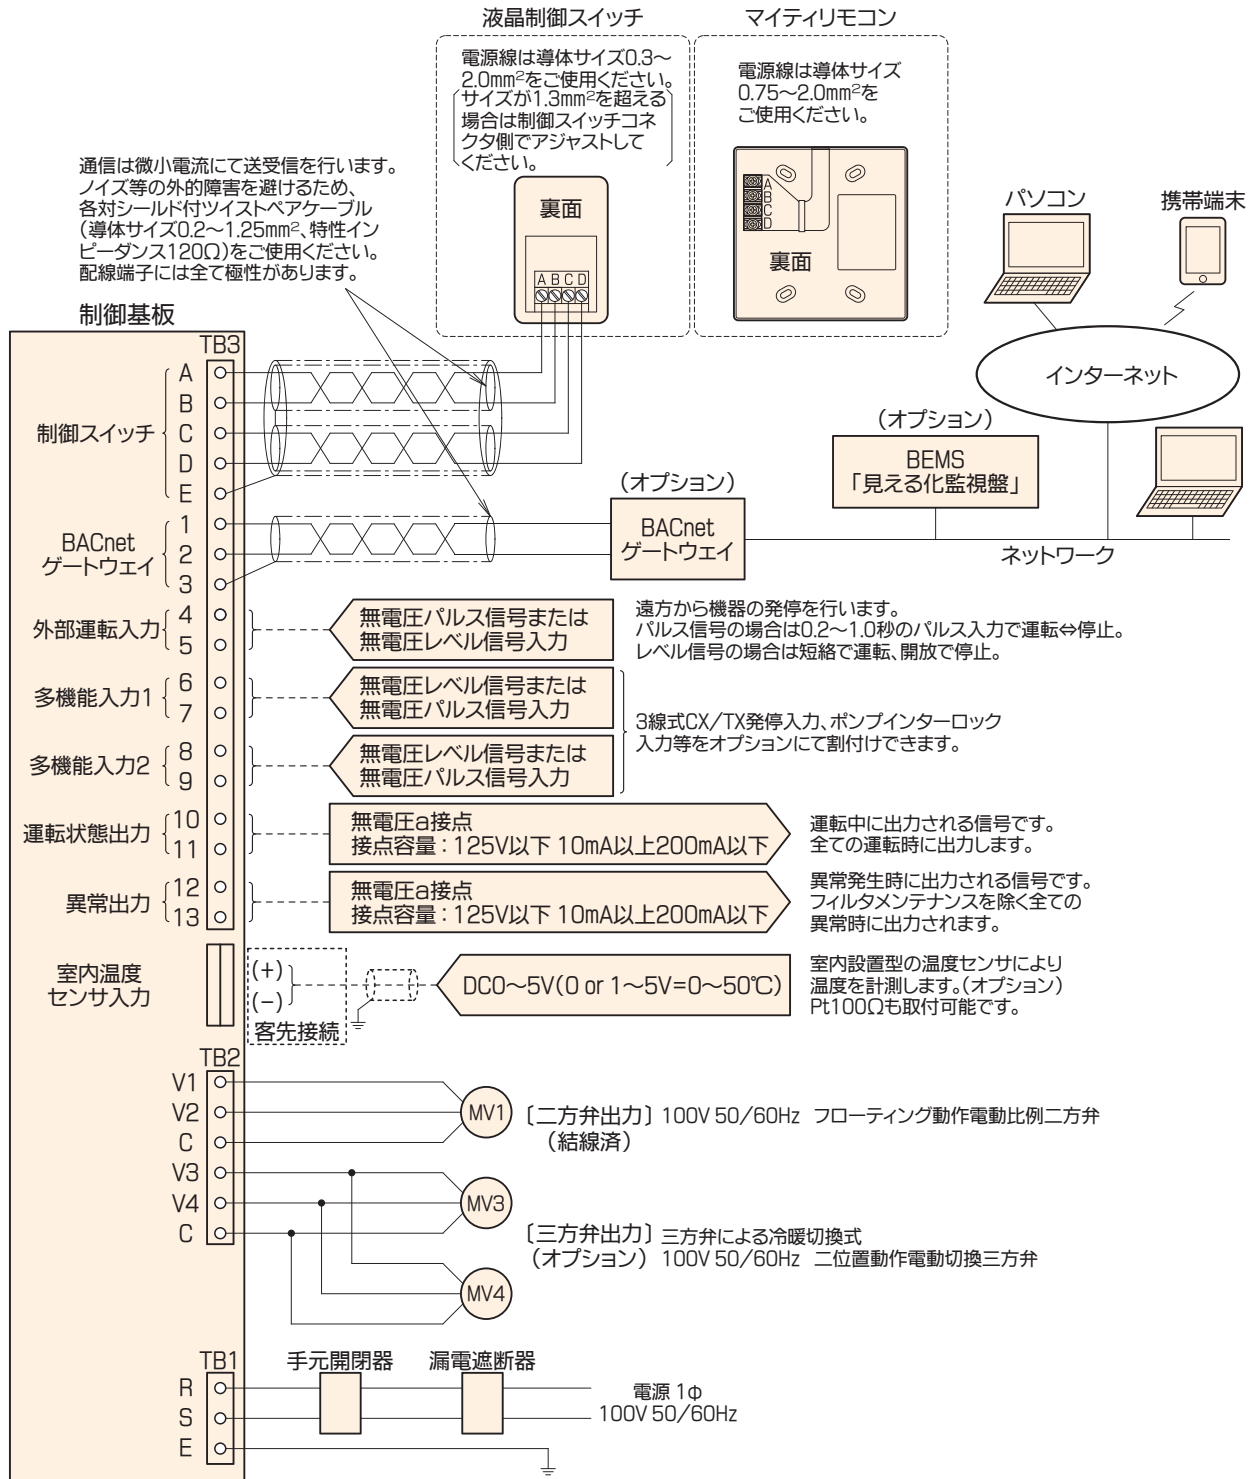 液晶制御スイッチ
電源線は導体サイズ0.3～
2.0mm²をご使用ください。
サイズが1.3mm²を超える
場合は制御スイッチコネ
クタ側でアジャストして
ください。
裏面
A B C D
マイティリモコン
電源線は導体サイズ
0.75～2.0mm²を
ご使用ください。
A
B
C
D
裏面
通信は微小電流にて送受信を行います。
ノイズ等の外的障害を避けるため、
各対シールド付ツイストペアケーブル
(導体サイズ0.2～1.25mm²、特性イン
ピーダンス120Ω)をご使用ください。
配線端子には全て極性があります。
パソコン
携帯端末
インターネット
(オプション)
BEMS
「見える化監視盤」
(オプション)
BACnet
ゲートウェイ
ネットワーク
制御基板
TB3
制御スイッチ
A
B
C
D
E
BACnet
ゲートウェイ
1
2
3
外部運転入力
4
5
無電圧パルス信号または
無電圧レベル信号入力
遠方から機器の発停を行います。
パルス信号の場合は0.2～1.0秒のパルス入力で運転⇔停止。
レベル信号の場合は短絡で運転、開放で停止。
多機能入力1
6
7
無電圧レベル信号または
無電圧パルス信号入力
多機能入力2
8
9
無電圧レベル信号または
無電圧パルス信号入力
3線式CX/TX発停入力、ポンプインターロック
入力等をオプションにて割付けできます。
運転状態出力
10
11
無電圧a接点
接点容量：125V以下 10mA以上200mA以下
運転中に出力される信号です。
全ての運転時に出力します。
異常出力
12
13
無電圧a接点
接点容量：125V以下 10mA以上200mA以下
異常発生時に出力される信号です。
フィルタメンテナンスを除く全ての
異常時に出力されます。
室内温度
センサ入力
(+)
(−)
客先接続
DC0～5V(0 or 1～5V=0～50℃)
室内設置型の温度センサにより
温度を計測します。(オプション)
Pt100Ωも取付可能です。
TB2
V1
V2
C
V3
V4
C
MV1
〔二方弁出力〕 100V 50/60Hz フローティング動作電動比例二方弁
(結線済)
MV3
〔三方弁出力〕 三方弁による冷暖切換式
(オプション) 100V 50/60Hz 二位置動作電動切換三方弁
MV4
TB1
手元開閉器
漏電遮断器
R
S
E
電源 1φ
100V 50/60Hz